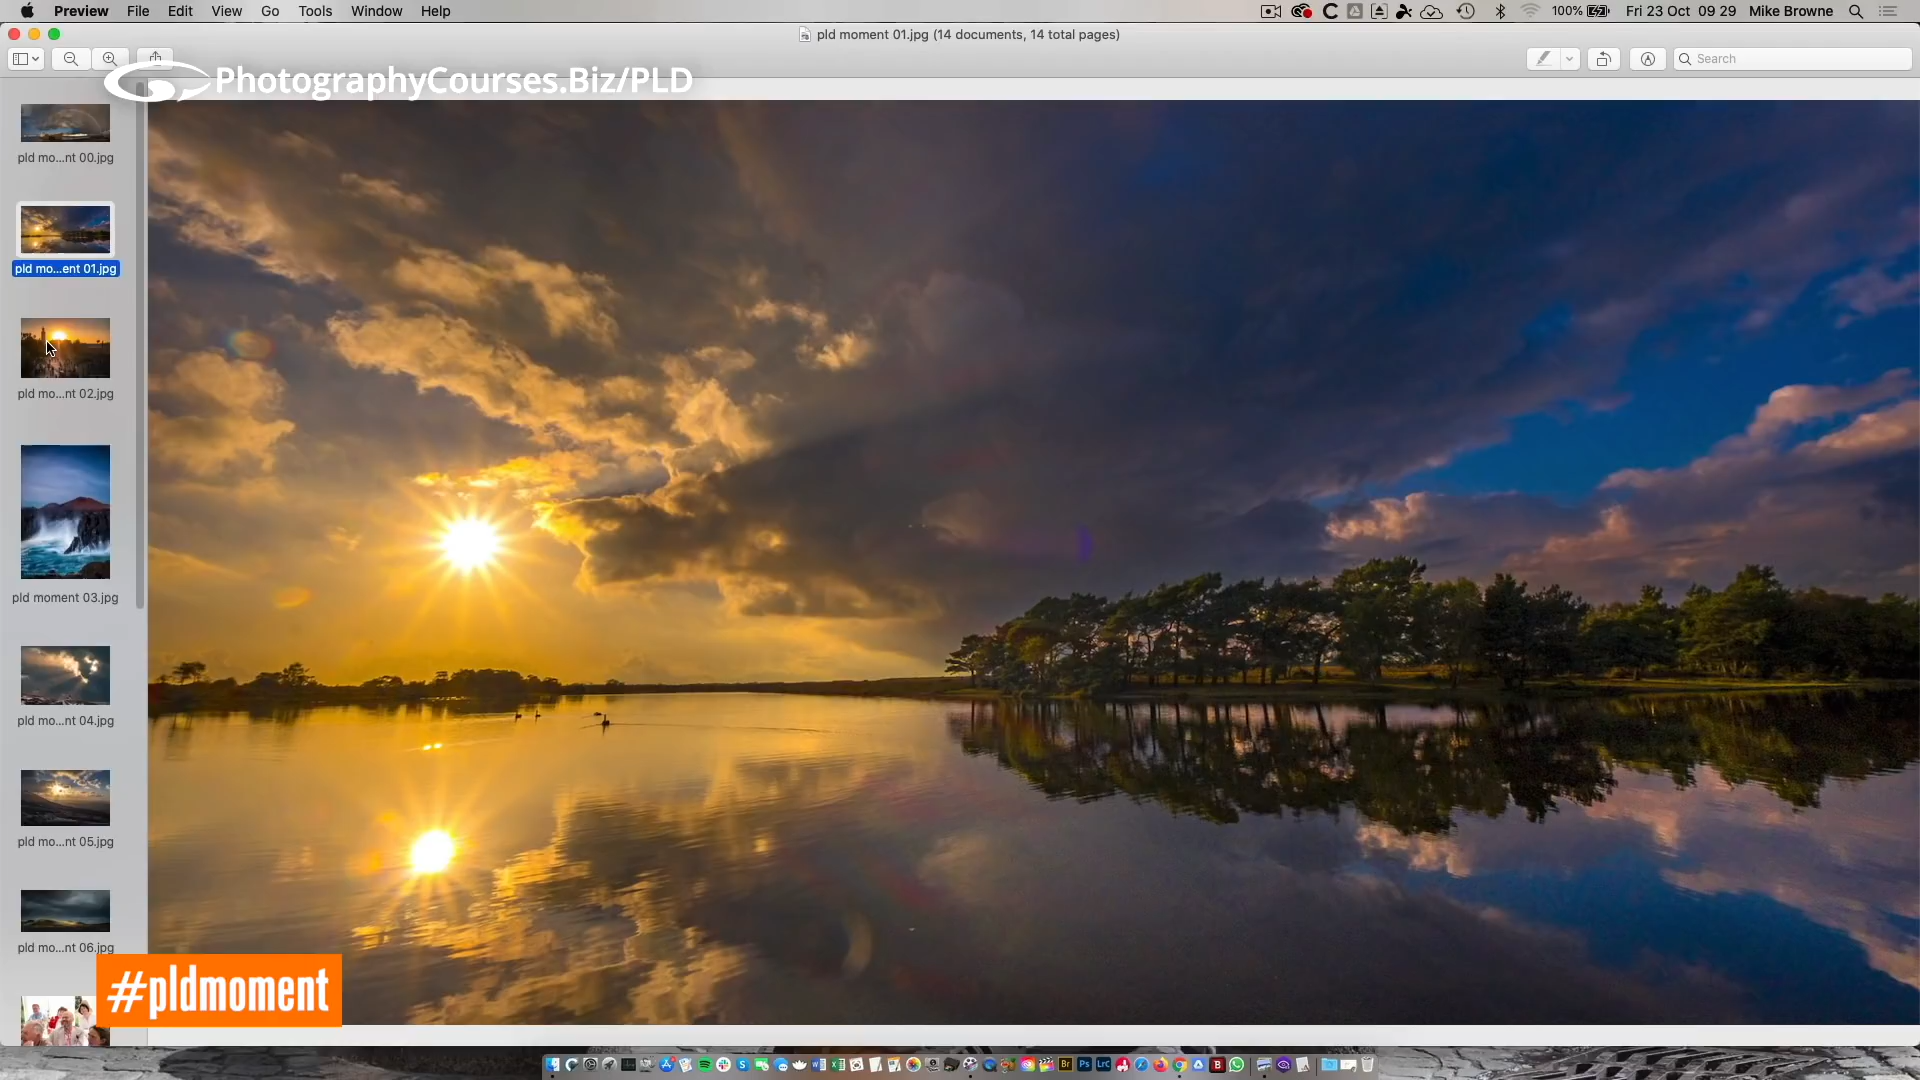 Preview File Edit View Go Tools Window Help
100% Fri 23 Oct 09 29 Mike Browne
pld moment 01.jpg (14 documents, 14 total pages)
Search
PhotographyCourses.Biz/PLD
pld mo...nt 00.jpg
pld mo...ent 01.jpg
pld mo...nt 02.jpg
pld moment 03.jpg
pld mo...nt 04.jpg
pld mo...nt 05.jpg
pld mo...nt 06.jpg
#pldmoment
Br Ps LrC